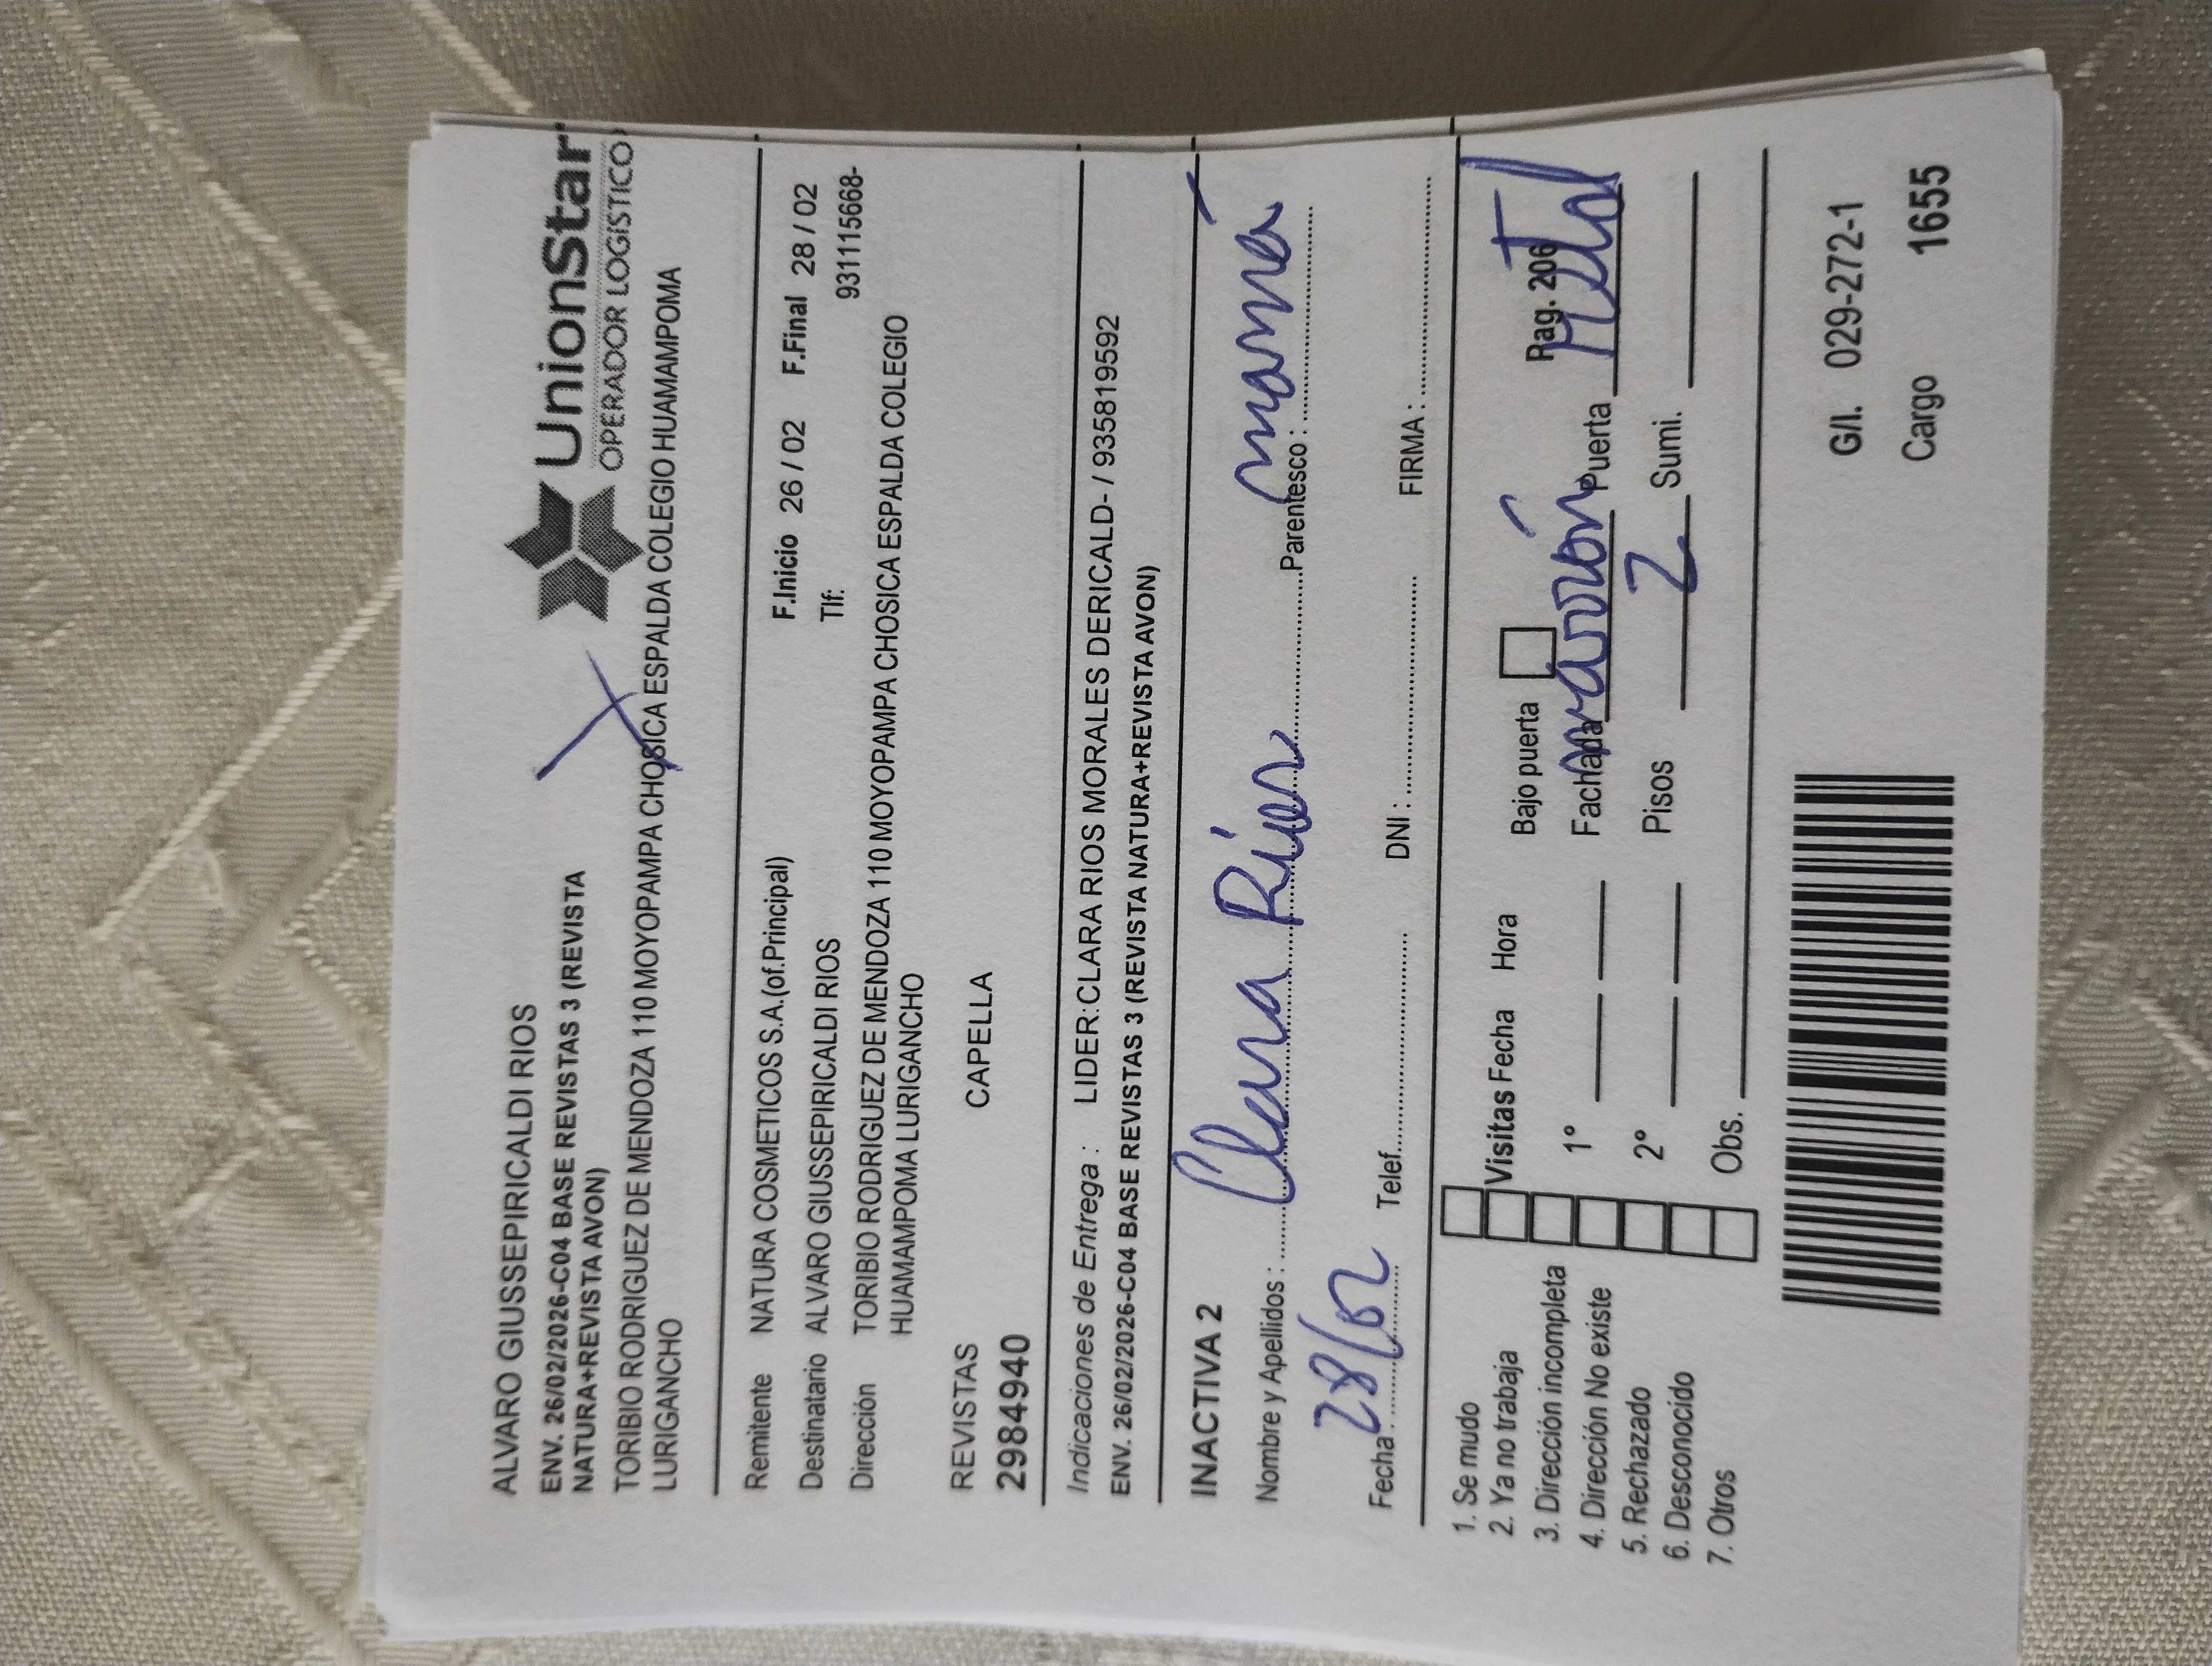 ALVARO GIUSSEPIRICALDI RIOS
ENV. 26/02/2026-C04 BASE REVISTAS 3 (REVISTA
NATURA+REVISTA AVON)
UnionStar
OPERADOR LOGÍSTICO
TORIBIO RODRIGUEZ DE MENDOZA 110 MOYOPAMPA CHOSICA ESPALDA COLEGIO HUAMAMPOMA
LURIGANCHO
Remitente NATURA COSMETICOS S.A.(of.Principal) F.Inicio 26 / 02 F.Final 28 / 02
Destinatario ALVARO GIUSSEPIRICALDI RIOS Tlf: 931115668-
Dirección TORIBIO RODRIGUEZ DE MENDOZA 110 MOYOPAMPA CHOSICA ESPALDA COLEGIO
HUAMAMPOMA LURIGANCHO
REVISTAS CAPELLA
2984940
Indicaciones de Entrega : LIDER:CLARA RIOS MORALES DERICALD- / 935819592
ENV. 26/02/2026-C04 BASE REVISTAS 3 (REVISTA NATURA+REVISTA AVON)
INACTIVA 2
Nombre y Apellidos : Clara Ríos Parentesco : mamá
Fecha : 28/02 Telef. DNI : FIRMA :
1. Se mudo
2. Ya no trabaja
3. Dirección incompleta
4. Dirección No existe
5. Rechazado
6. Desconocido
7. Otros
Visitas Fecha Hora Bajo puerta Rag. 206
1° Fachada marrón Puerta Metal
2° Pisos 2 Sumi.
Obs.
G/I. 029-272-1
Cargo 1655